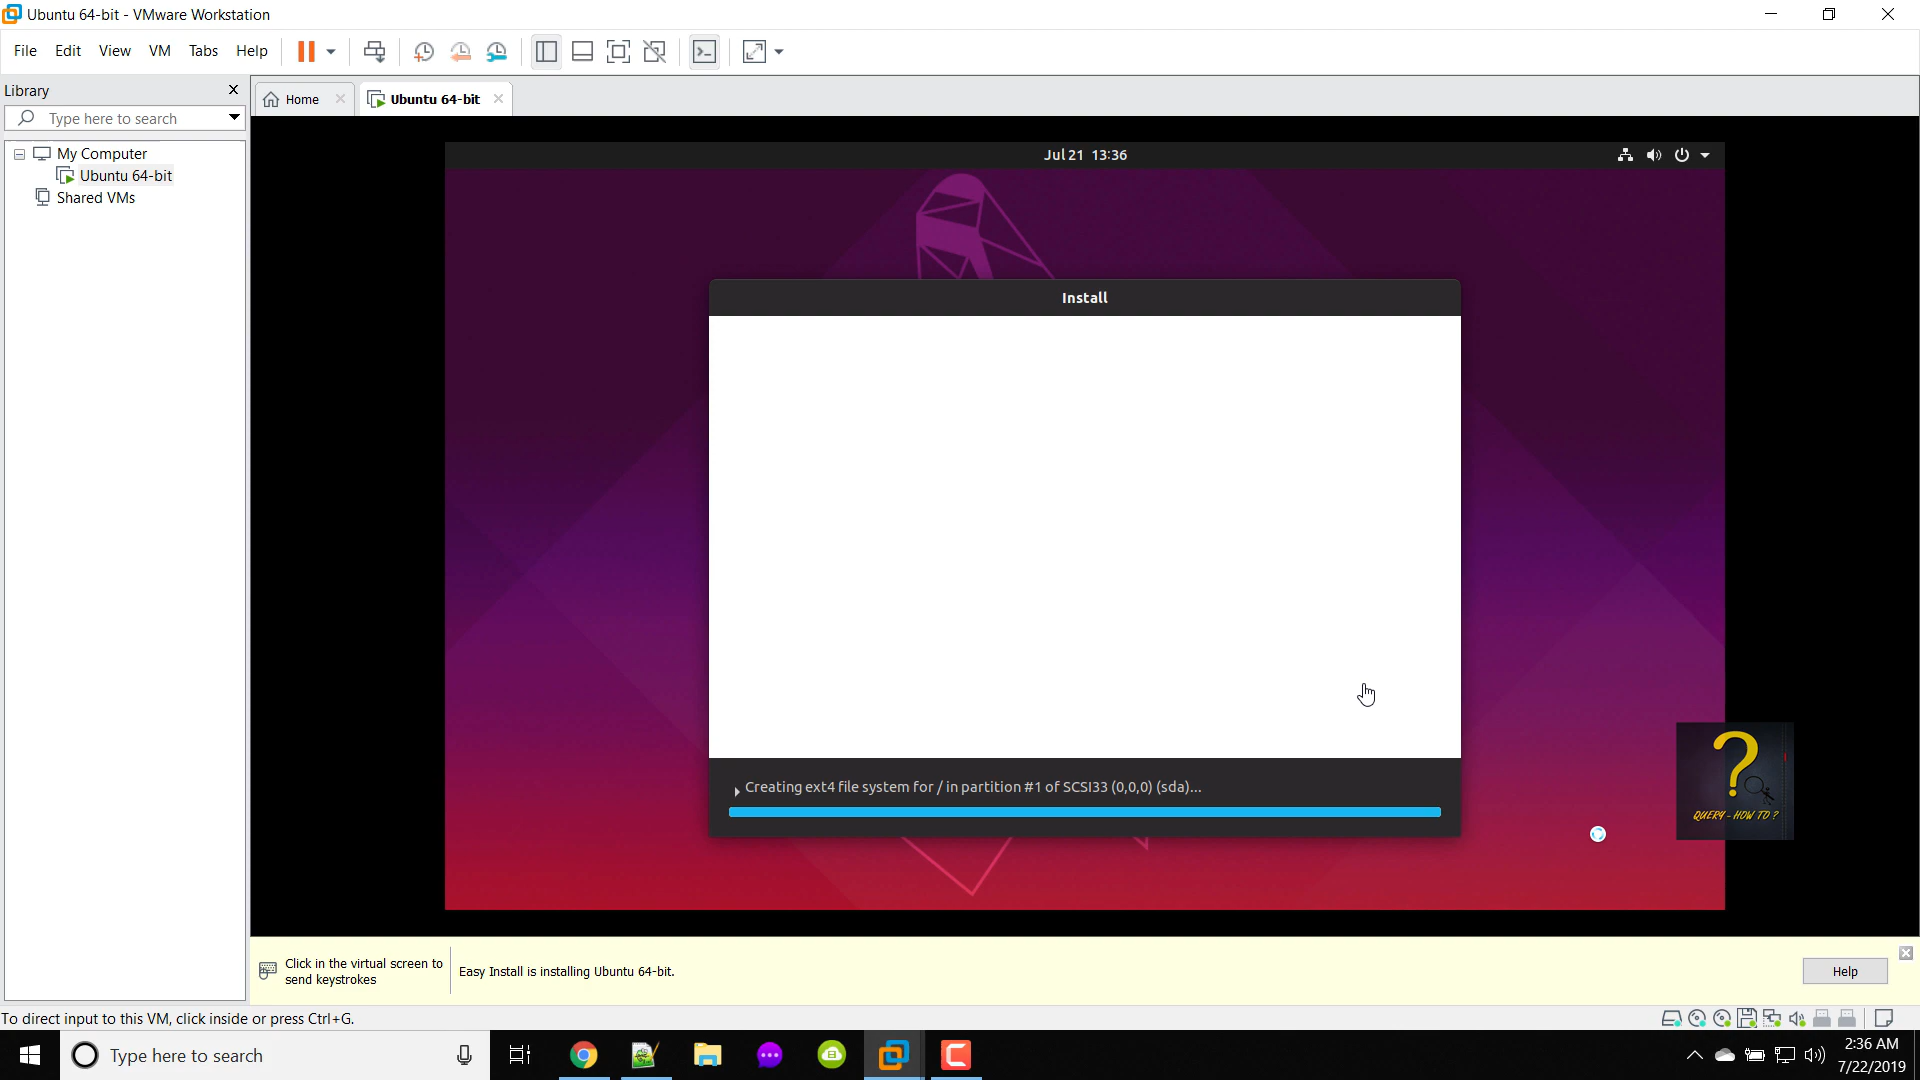 Ubuntu 64-bit - VMware Workstation
File Edit View VM Tabs Help
Library
Type here to search
My Computer
Ubuntu 64-bit
Shared VMs
Home
Ubuntu 64-bit
Jul 21 13:36
Install
Creating ext4 file system for / in partition #1 of SCSI33 (0,0,0) (sda)...
QUERY - HOW TO ?
Click in the virtual screen to
send keystrokes
Easy Install is installing Ubuntu 64-bit.
Help
To direct input to this VM, click inside or press Ctrl+G.
Type here to search
2:36 AM
7/22/2019